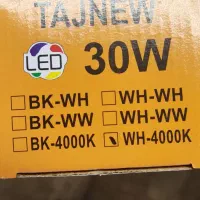 TAJNEW
LED 30W
BK-WH WH-WH
BK-WW WH-WW
BK-4000K WH-4000K